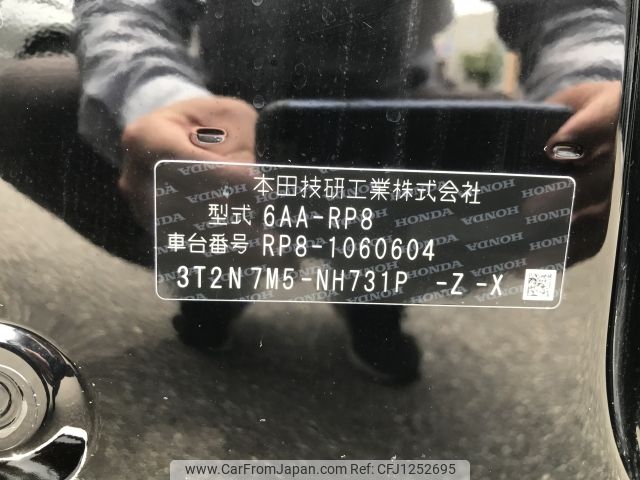 本田技研工業株式会社
型式 6AA-RP8
車台番号 RP8-1060604
3T2N7M5-NH731P -Z -X
www.CarFromJapan.com | Ref: CFJ1252695